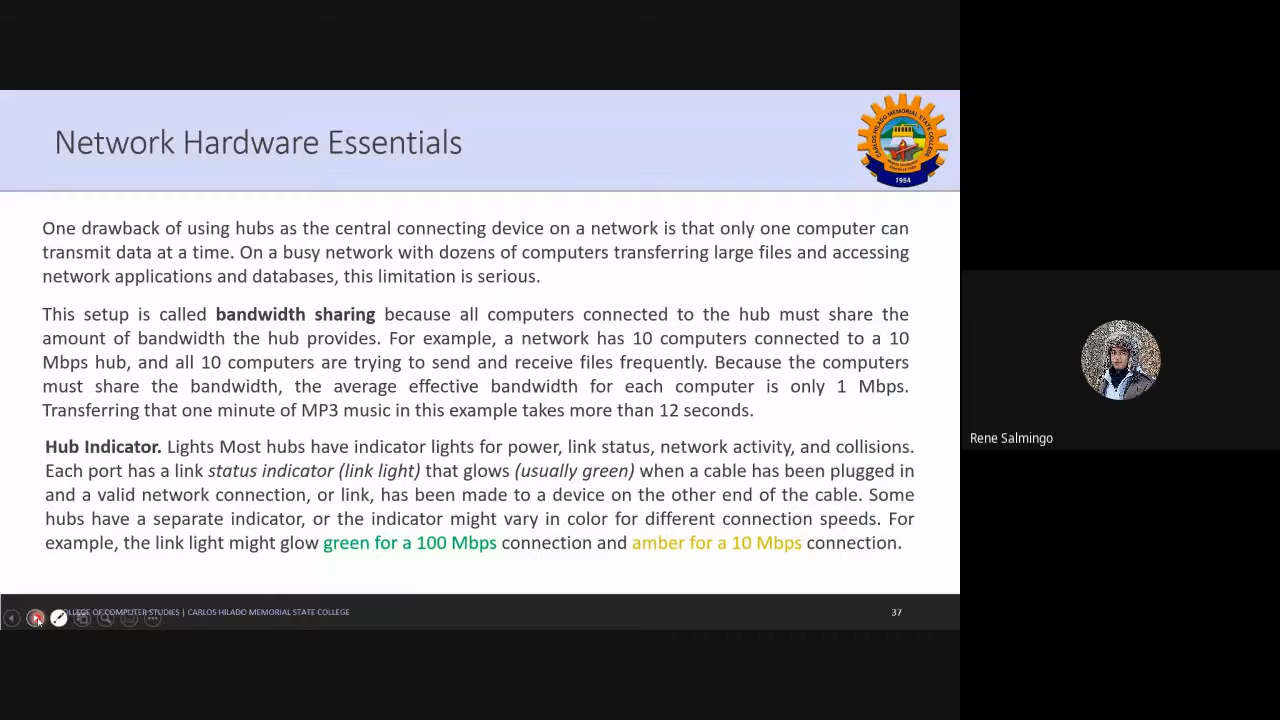 Network Hardware Essentials
CARLOS HILADO MEMORIAL STATE COLLEGE
1954
One drawback of using hubs as the central connecting device on a network is that only one computer can
transmit data at a time. On a busy network with dozens of computers transferring large files and accessing
network applications and databases, this limitation is serious.
This setup is called bandwidth sharing because all computers connected to the hub must share the
amount of bandwidth the hub provides. For example, a network has 10 computers connected to a 10
Mbps hub, and all 10 computers are trying to send and receive files frequently. Because the computers
must share the bandwidth, the average effective bandwidth for each computer is only 1 Mbps.
Transferring that one minute of MP3 music in this example takes more than 12 seconds.
Hub Indicator. Lights Most hubs have indicator lights for power, link status, network activity, and collisions.
Each port has a link status indicator (link light) that glows (usually green) when a cable has been plugged in
and a valid network connection, or link, has been made to a device on the other end of the cable. Some
hubs have a separate indicator, or the indicator might vary in color for different connection speeds. For
example, the link light might glow green for a 100 Mbps connection and amber for a 10 Mbps connection.
OLLEGE OF COMPUTER STUDIES | CARLOS HILADO MEMORIAL STATE COLLEGE
37
Rene Salmingo